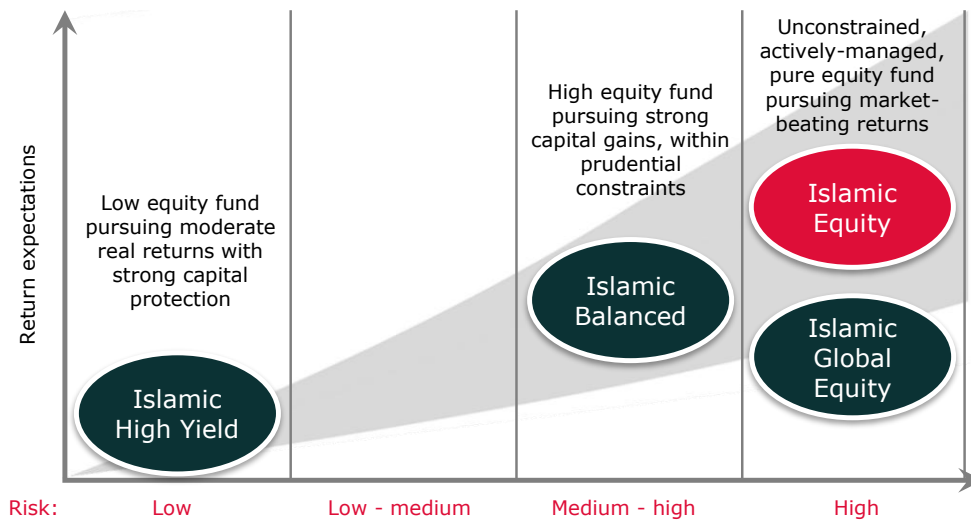 Return expectations
Low equity fund
pursuing moderate
real returns with
strong capital
protection
Islamic
High Yield
High equity fund
pursuing strong
capital gains, within
prudential
constraints
Islamic
Balanced
Unconstrained,
actively-managed,
pure equity fund
pursuing market-
beating returns
Islamic
Equity
Islamic
Global
Equity
Risk:
Low
Low - medium
Medium - high
High